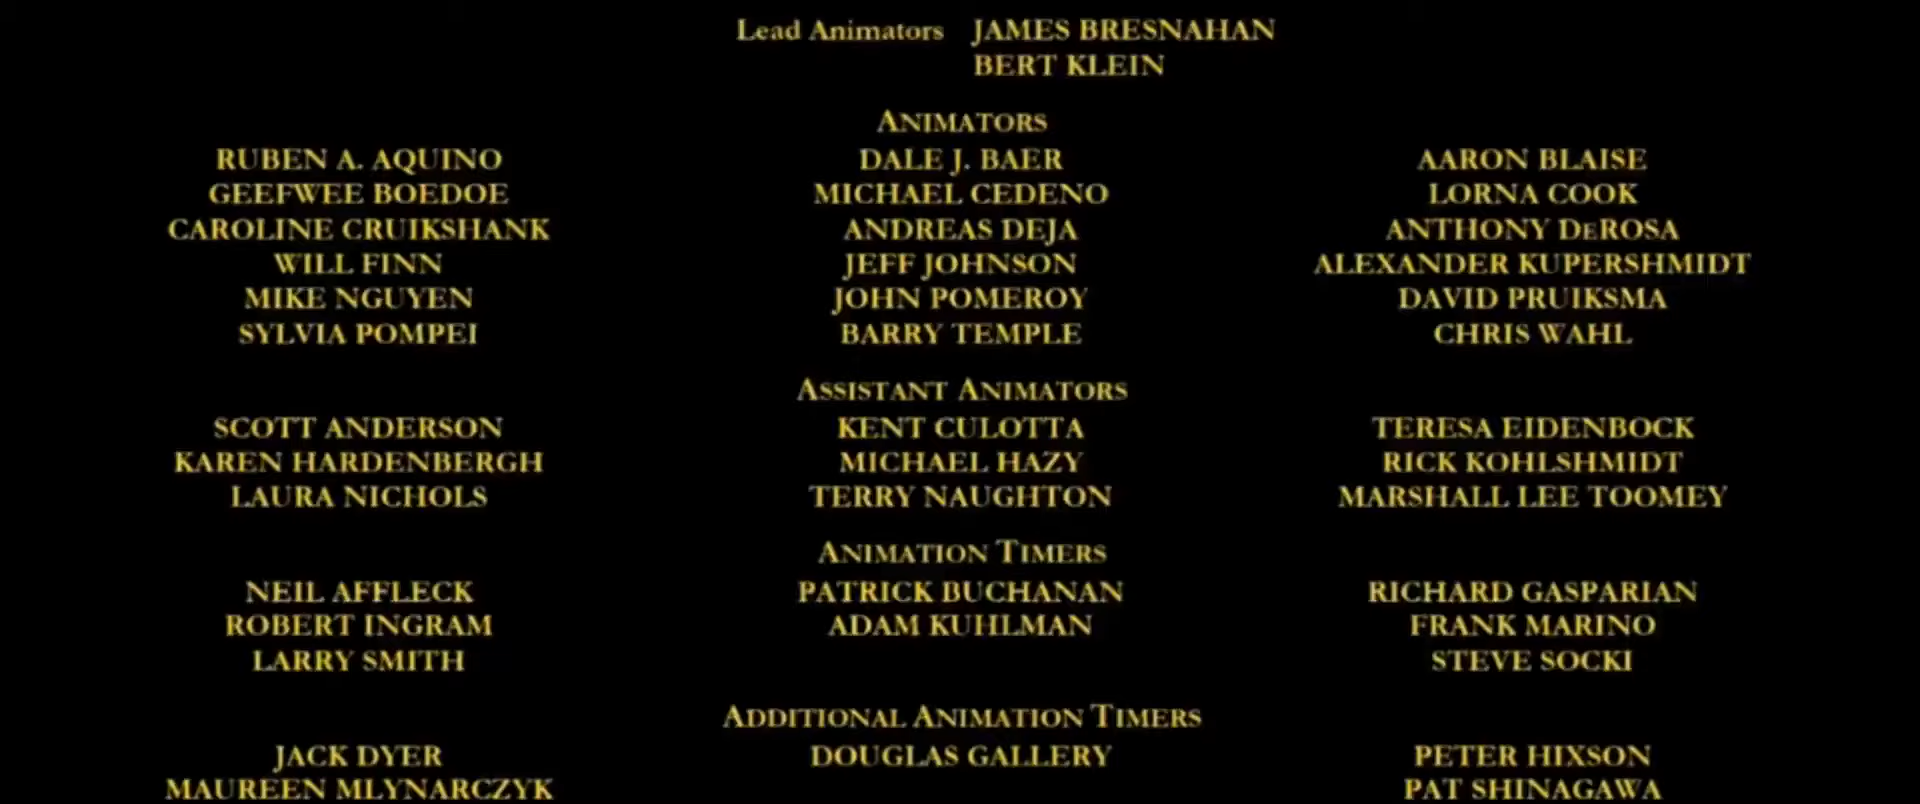 Lead Animators JAMES BRESNAHAN
BERT KLEIN
ANIMATORS
RUBEN A. AQUINO DALE J. BAER AARON BLAISE
GEEFWEE BOEDOE MICHAEL CEDENO LORNA COOK
CAROLINE CRUIKSHANK ANDREAS DEJA ANTHONY DeROSA
WILL FINN JEFF JOHNSON ALEXANDER KUPERSHMIDT
MIKE NGUYEN JOHN POMEROY DAVID PRUIKSMA
SYLVIA POMPEI BARRY TEMPLE CHRIS WAHL
ASSISTANT ANIMATORS
SCOTT ANDERSON KENT CULOTTA TERESA EIDENBOCK
KAREN HARDENBERGH MICHAEL HAZY RICK KOHLSHMIDT
LAURA NICHOLS TERRY NAUGHTON MARSHALL LEE TOOMEY
ANIMATION TIMERS
NEIL AFFLECK PATRICK BUCHANAN RICHARD GASPARIAN
ROBERT INGRAM ADAM KUHLMAN FRANK MARINO
LARRY SMITH STEVE SOCKI
ADDITIONAL ANIMATION TIMERS
JACK DYER DOUGLAS GALLERY PETER HIXSON
MAUREEN MLYNARCZYK PAT SHINAGAWA